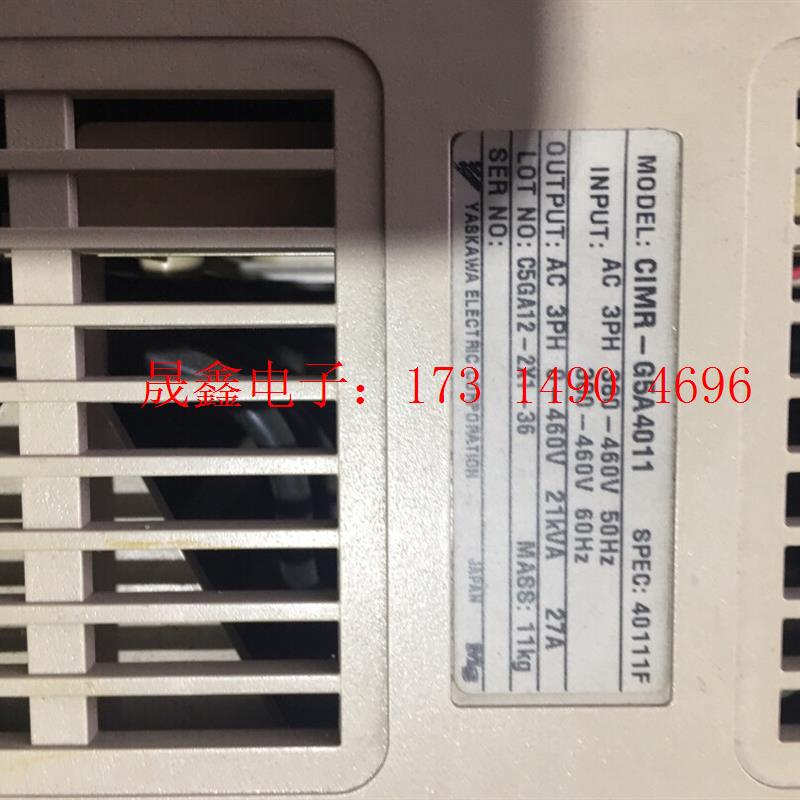 MODEL: CIMR-G5A4011 SPEC: 40111F
INPUT: AC 3PH 380-460V 50Hz
380-460V 60Hz
OUTPUT: AC 3PH 0-460V 21kVA 27A
LOT NO: C5GA12-2X1-36 MASS: 11kg
SER NO:
YASKAWA ELECTRIC CORPORATION JAPAN
晟鑫电子：173 1490 4696